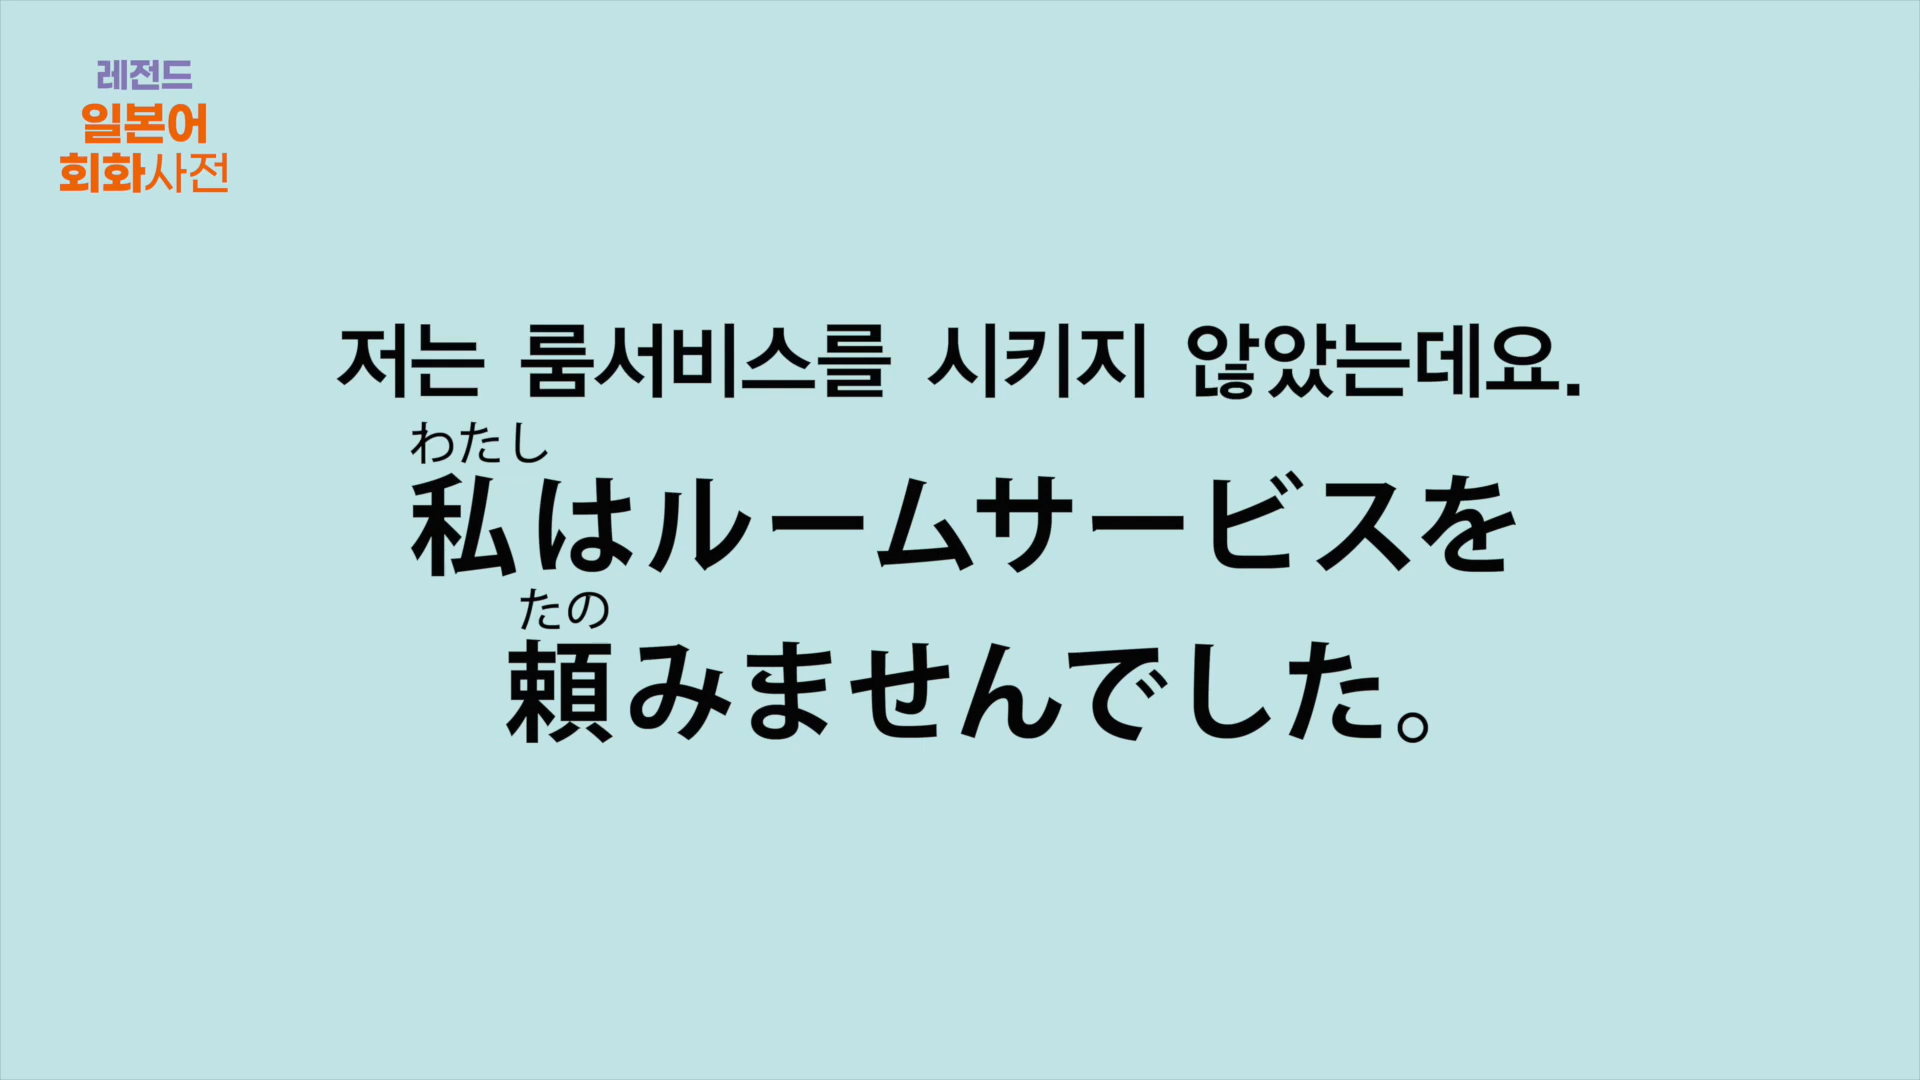 레전드
일본어
회화사전
저는 룸서비스를 시키지 않았는데요.
わたし
私はルームサービスを
たの
頼みませんでした。